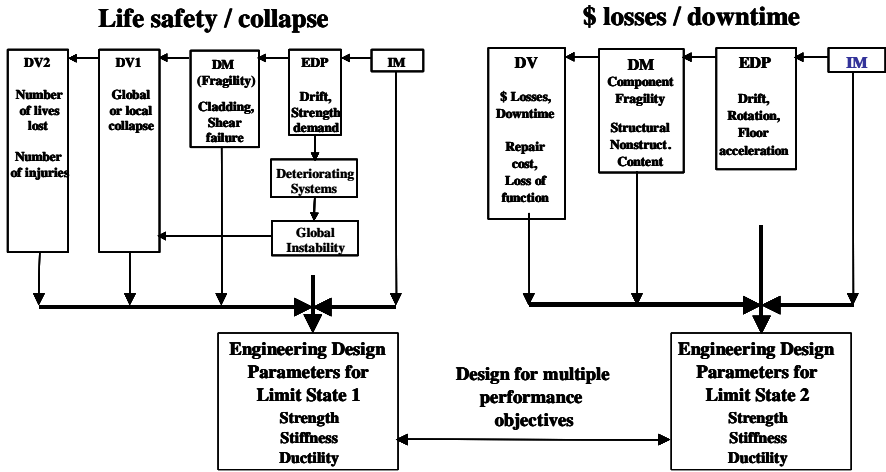 Life safety / collapse
DV2
Number
of lives
lost
Number
of injuries
DV1
Global
or local
collapse
DM
(Fragility)
Cladding,
Shear
failure
EDP
Drift,
Strength
demand
IM
Deteriorating
Systems
Global
Instability
Engineering Design
Parameters for
Limit State 1
Strength
Stiffness
Ductility
Design for multiple
performance
objectives
$ losses / downtime
DV
$ Losses,
Downtime
Repair
cost,
Loss of
function
DM
Component
Fragility
Structural
Nonstruct.
Content
EDP
Drift,
Rotation,
Floor
acceleration
IM
Engineering Design
Parameters for
Limit State 2
Strength
Stiffness
Ductility